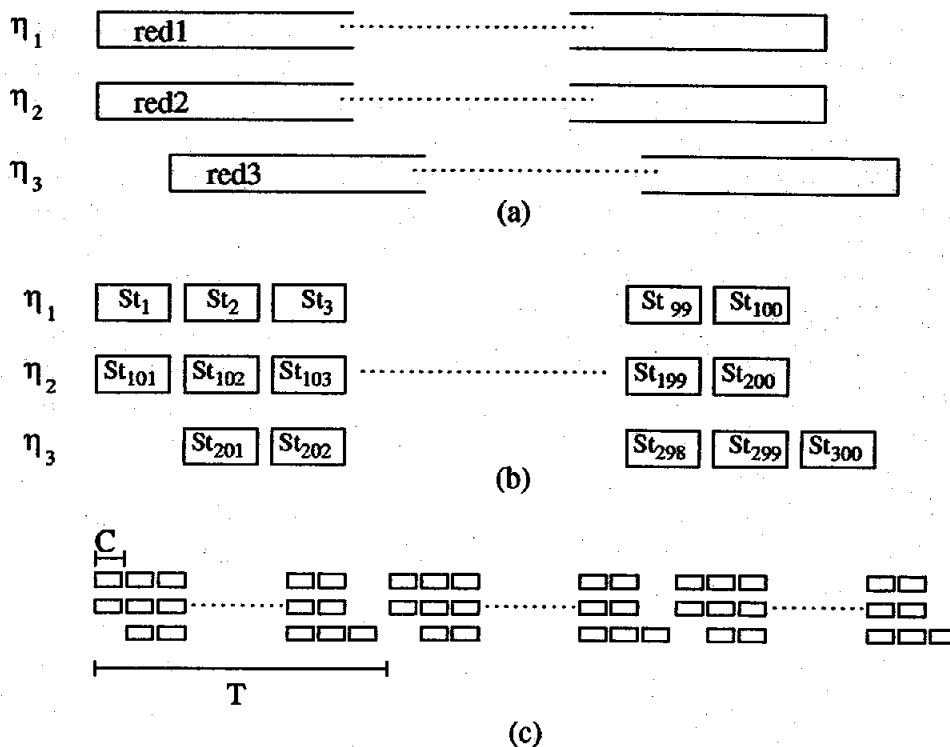 η₁ red1
η₂ red2
η₃ red3
(a)
η₁ St₁ St₂ St₃ St₉₉ St₁₀₀
η₂ St₁₀₁ St₁₀₂ St₁₀₃ St₁₉₉ St₂₀₀
η₃ St₂₀₁ St₂₀₂ St₂₉₈ St₂₉₉ St₃₀₀
(b)
C
T
(c)